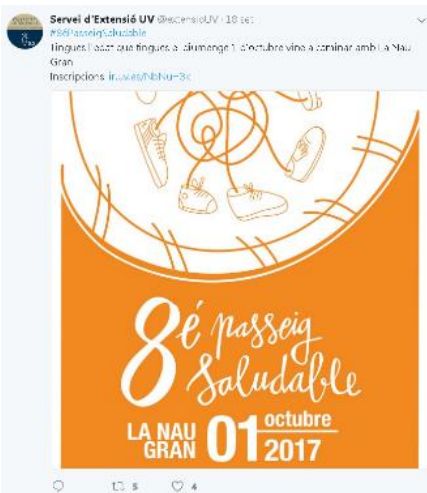 Servei d'Extensió UV @extensioUV · 18 set.
#8éPasseigSaludable
Tingues l'edat que tingues el diumenge 1 d'octubre vine a caminar amb La Nau
Gran
Inscripcions
8é passeig
saludable
LA NAU
GRAN
01
octubre
2017
5
4